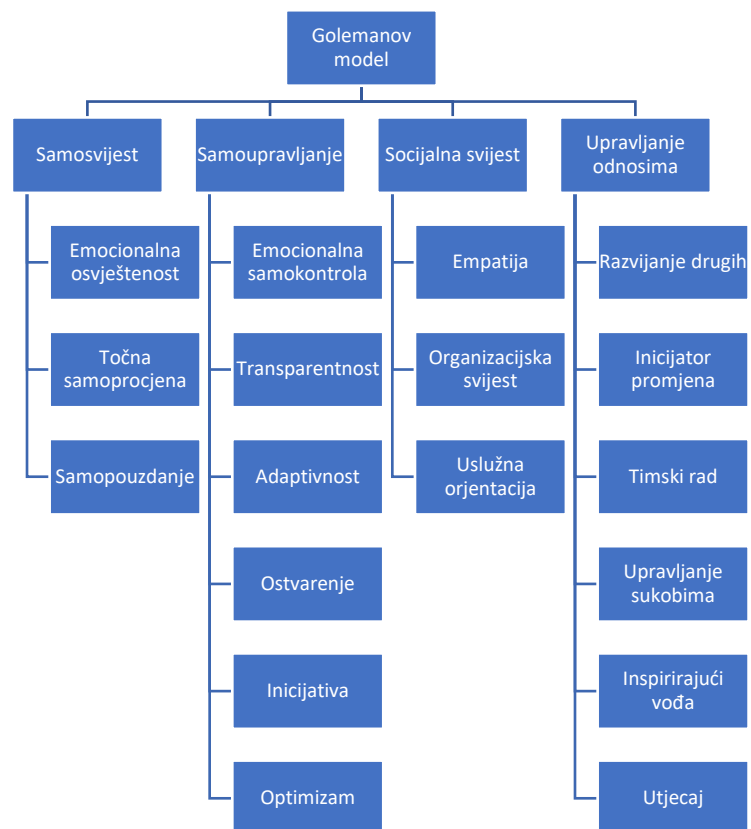 Golemanov
model
Samosvijest
Samoupravljanje
Socijalna svijest
Upravljanje
odnosima
Emocionalna
osvještenost
Točna
samoprocjena
Samopouzdanje
Emocionalna
samokontrola
Transparentnost
Adaptivnost
Ostvarenje
Inicijativa
Optimizam
Empatija
Organizacijska
svijest
Uslužna
orjentacija
Razvijanje drugih
Inicijator
promjena
Timski rad
Upravljanje
sukobima
Inspirirajući
vođa
Utjecaj